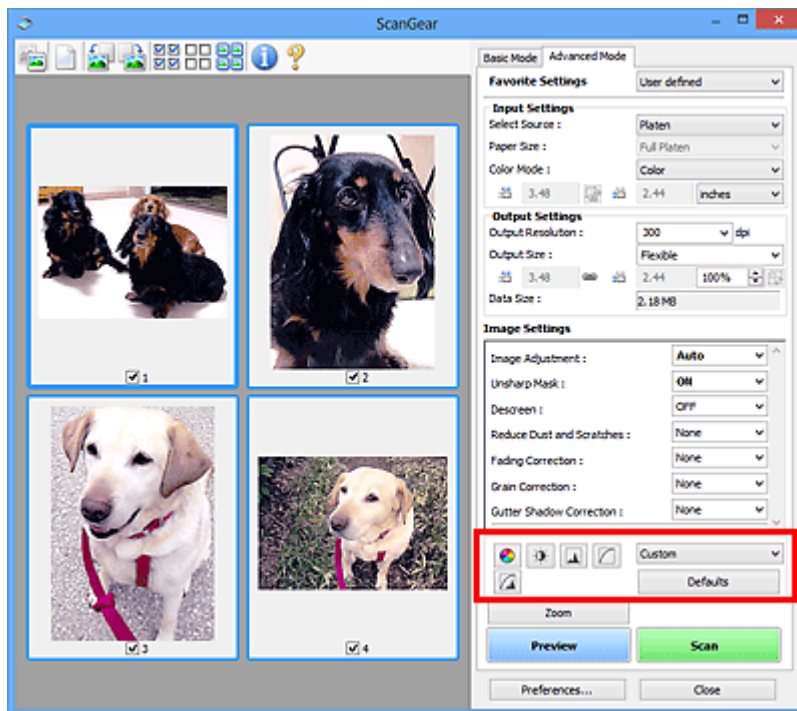 ScanGear
Basic Mode Advanced Mode
Favorite Settings User defined
Input Settings
Select Source : Platen
Paper Size : Full Platen
Color Mode : Color
3.48 2.44 inches
Output Settings
Output Resolution : 300 dpi
Output Size : Flexible
3.48 2.44 100%
Data Size : 2.18 MB
Image Settings
Image Adjustment : Auto
Unsharp Mask : ON
Descreen : OFF
Reduce Dust and Scratches : None
Fading Correction : None
Grain Correction : None
Gutter Shadow Correction : None
Custom
Defaults
Zoom
Preview Scan
Preferences... Close
1
2
3
4